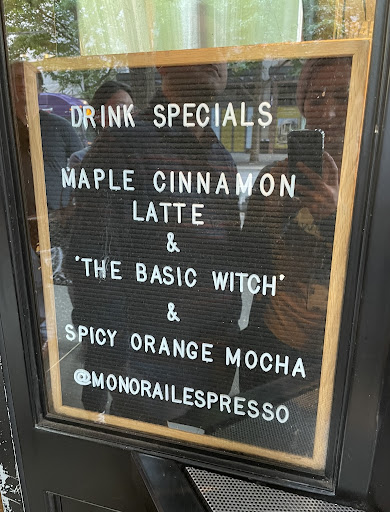 DRINK SPECIALS
MAPLE CINNAMON
LATTE
&
"THE BASIC WITCH"
&
SPICY ORANGE MOCHA
@MONORAILESPRESSO